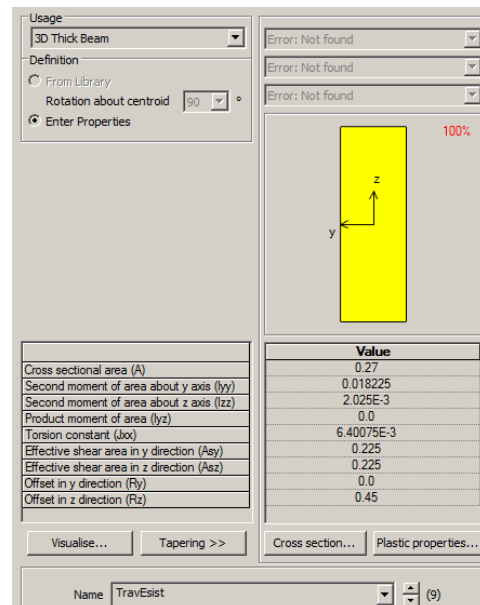 Usage
3D Thick Beam
Definition
From Library
Rotation about centroid 90 °
Enter Properties
Error: Not found
Error: Not found
Error: Not found
100%
z
y
Value
Cross sectional area (A) 0.27
Second moment of area about y axis (Iyy) 0.018225
Second moment of area about z axis (Izz) 2.025E-3
Product moment of area (Iyz) 0.0
Torsion constant (Jxx) 6.40075E-3
Effective shear area in y direction (Asy) 0.225
Effective shear area in z direction (Asz) 0.225
Offset in y direction (Ry) 0.0
Offset in z direction (Rz) 0.45
Visualise... Tapering >> Cross section... Plastic properties...
Name TravEsist (9)